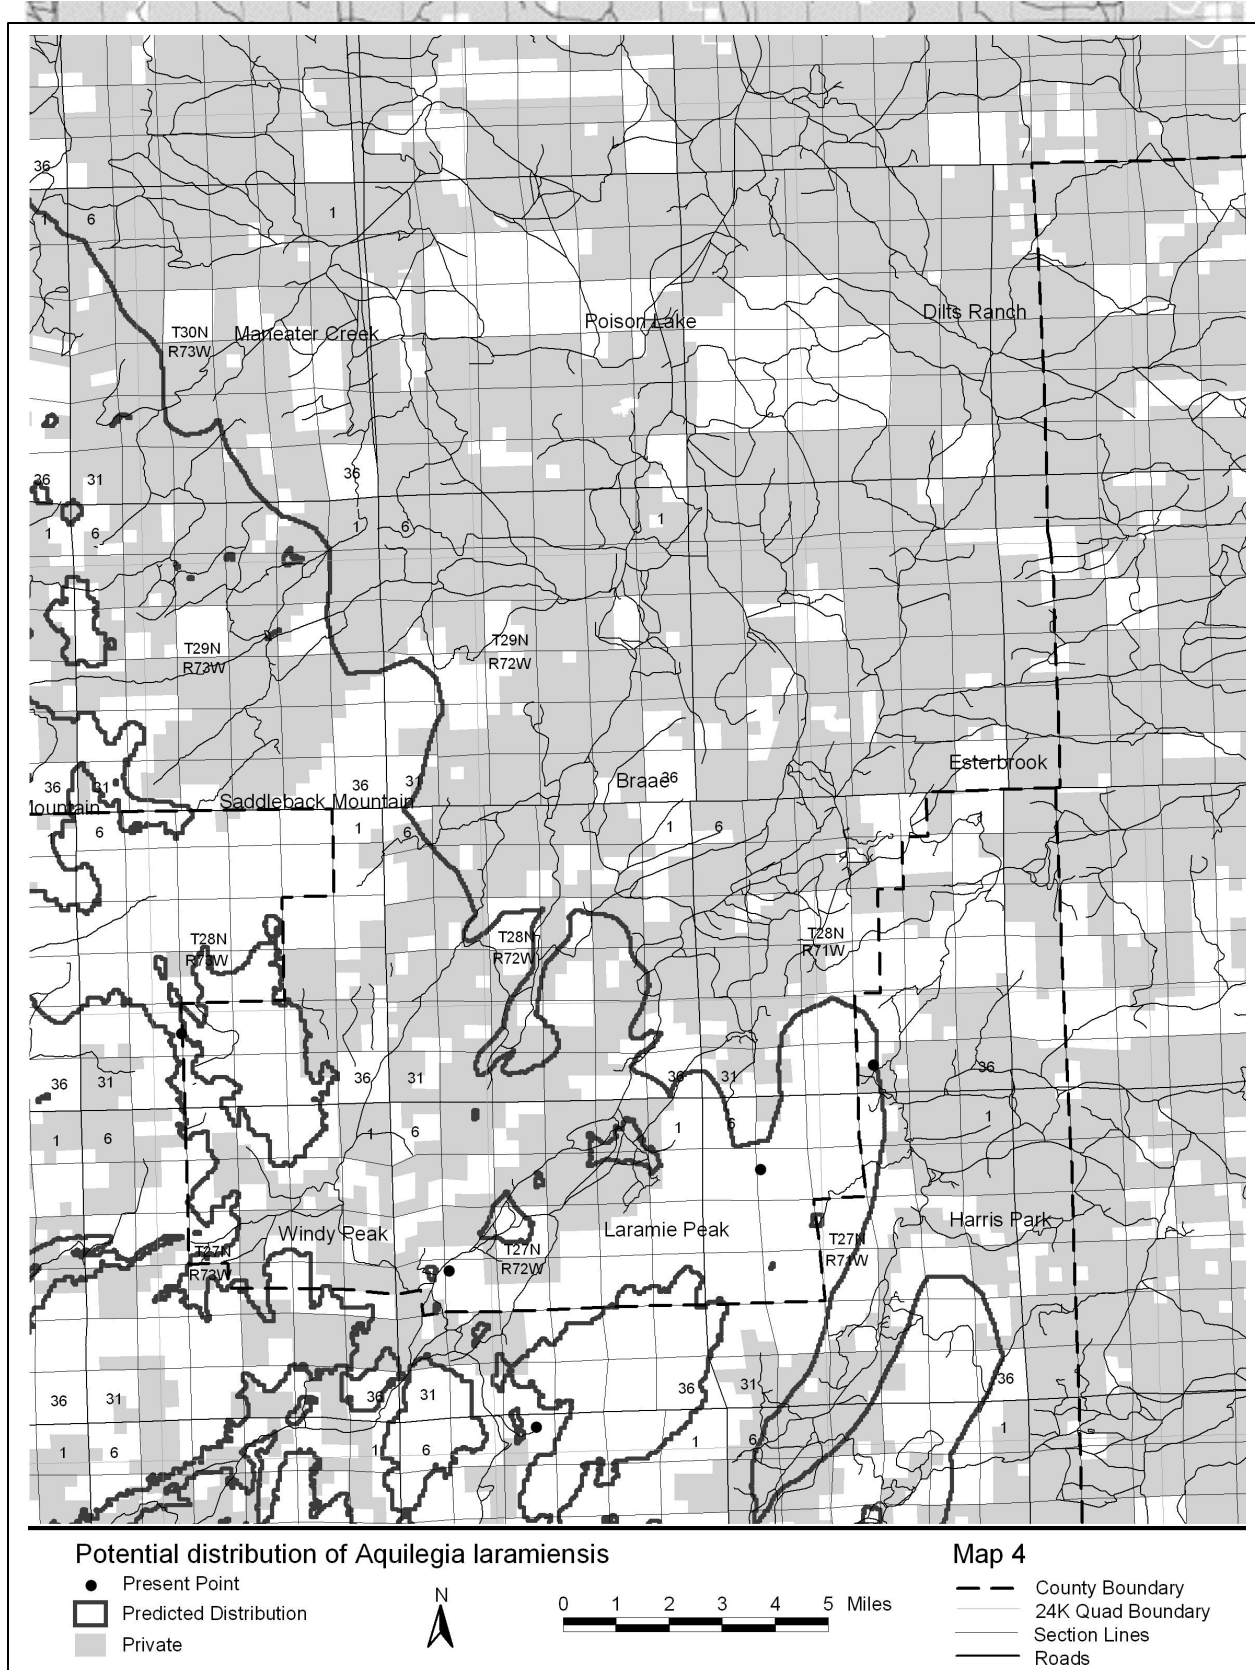 36
1 6 1
T30N
R73W
Maneater Creek
Poison Lake
Dilts Ranch
36 31
36
1 6
1 6
1
T29N
R73W
T29N
R72W
36 31
36 31
Braae 36
Esterbrook
Mountain
Saddleback Mountain
6
1 6
1 6
1
T28N
R73W
T28N
R72W
T28N
R71W
36 31
36 31
36 31
36
1 6
1 6
1 6
1
Windy Peak
Laramie Peak
Harris Park
T27N
R73W
T27N
R72W
T27N
R71W
36 31
36 31
36 31
36
1 6
1 6
1 6
1
Potential distribution of Aquilegia laramiensis
Present Point
Predicted Distribution
Private
N
0 1 2 3 4 5 Miles
Map 4
County Boundary
24K Quad Boundary
Section Lines
Roads